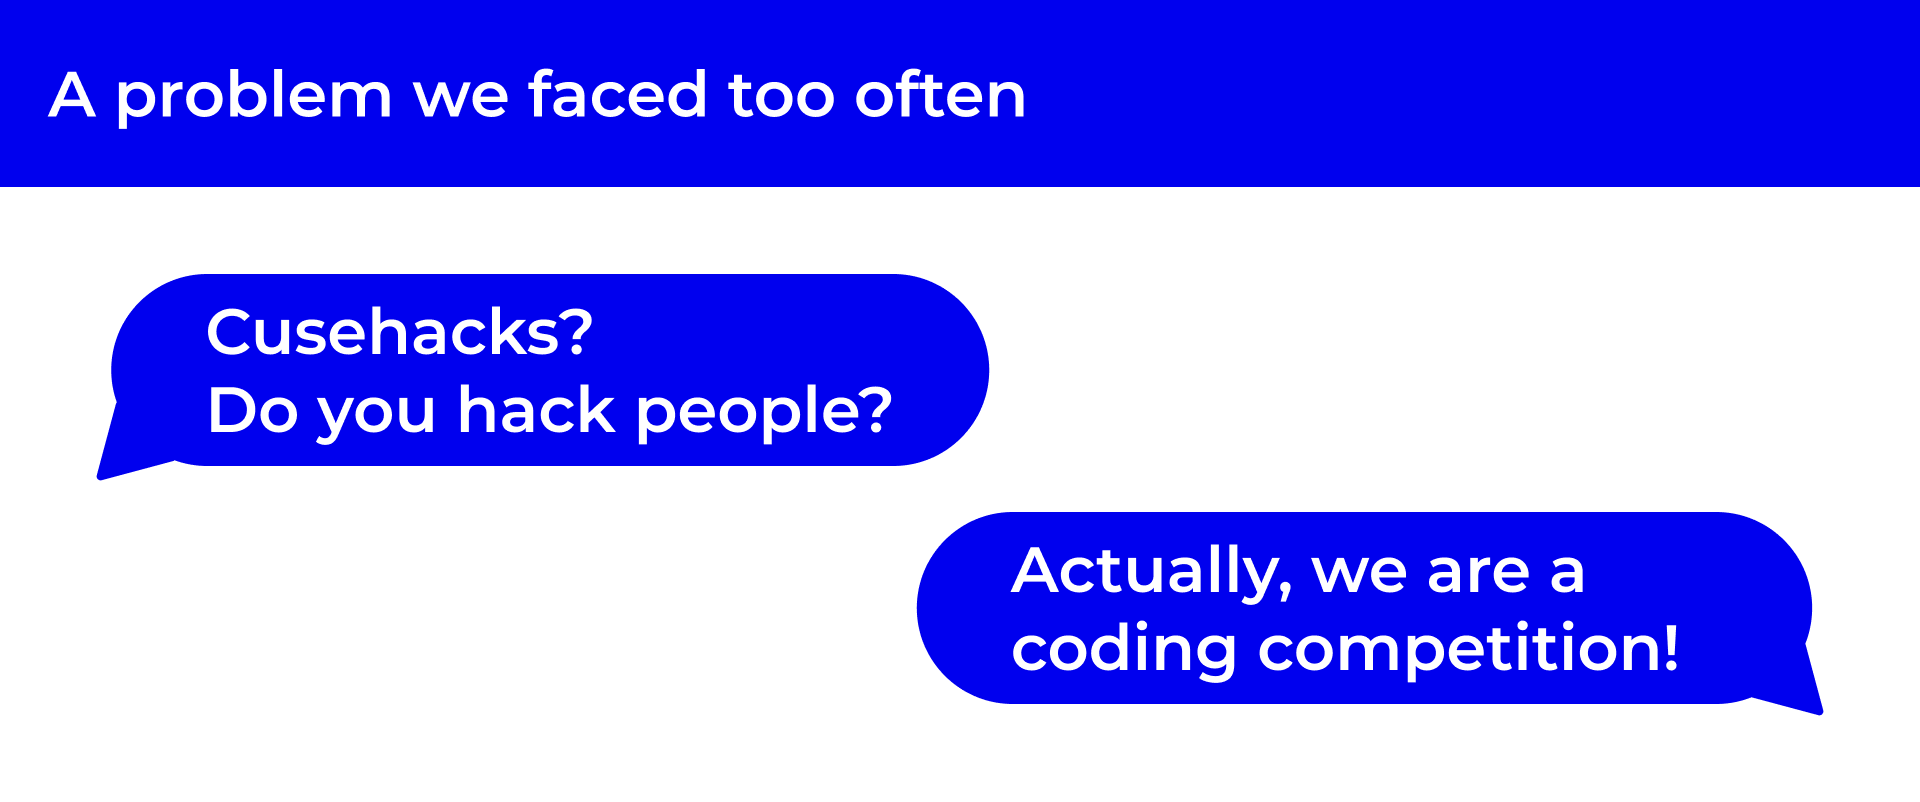 A problem we faced too often
Cusehacks?
Do you hack people?
Actually, we are a
coding competition!